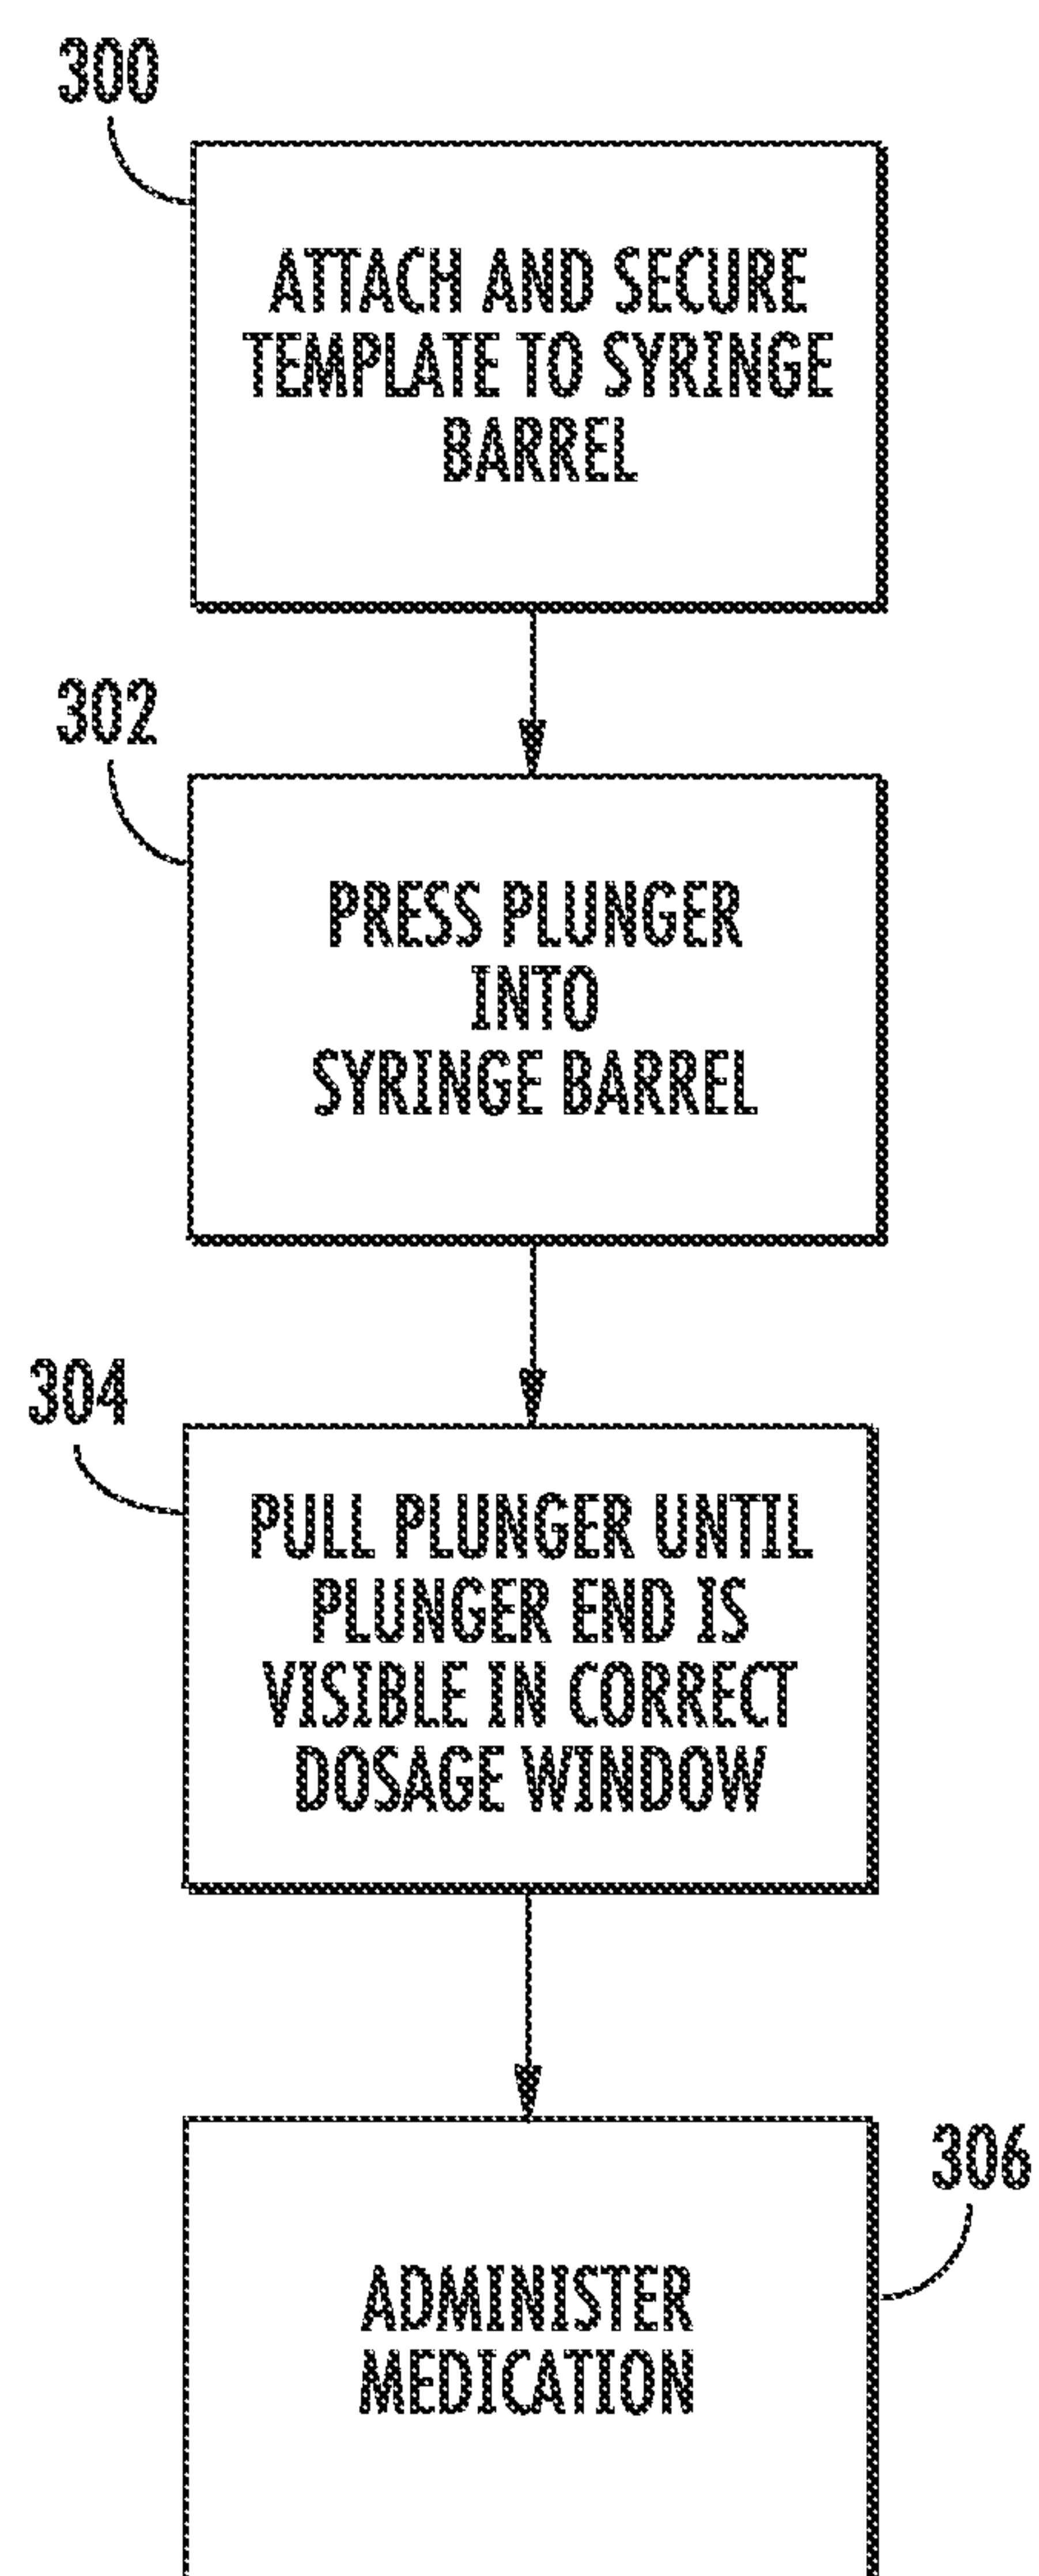 300
ATTACH AND SECURE
TEMPLATE TO SYRINGE
BARREL
302
PRESS PLUNGER
INTO
SYRINGE BARREL
304
PULL PLUNGER UNTIL
PLUNGER END IS
VISIBLE IN CORRECT
DOSAGE WINDOW
306
ADMINISTER
MEDICATION